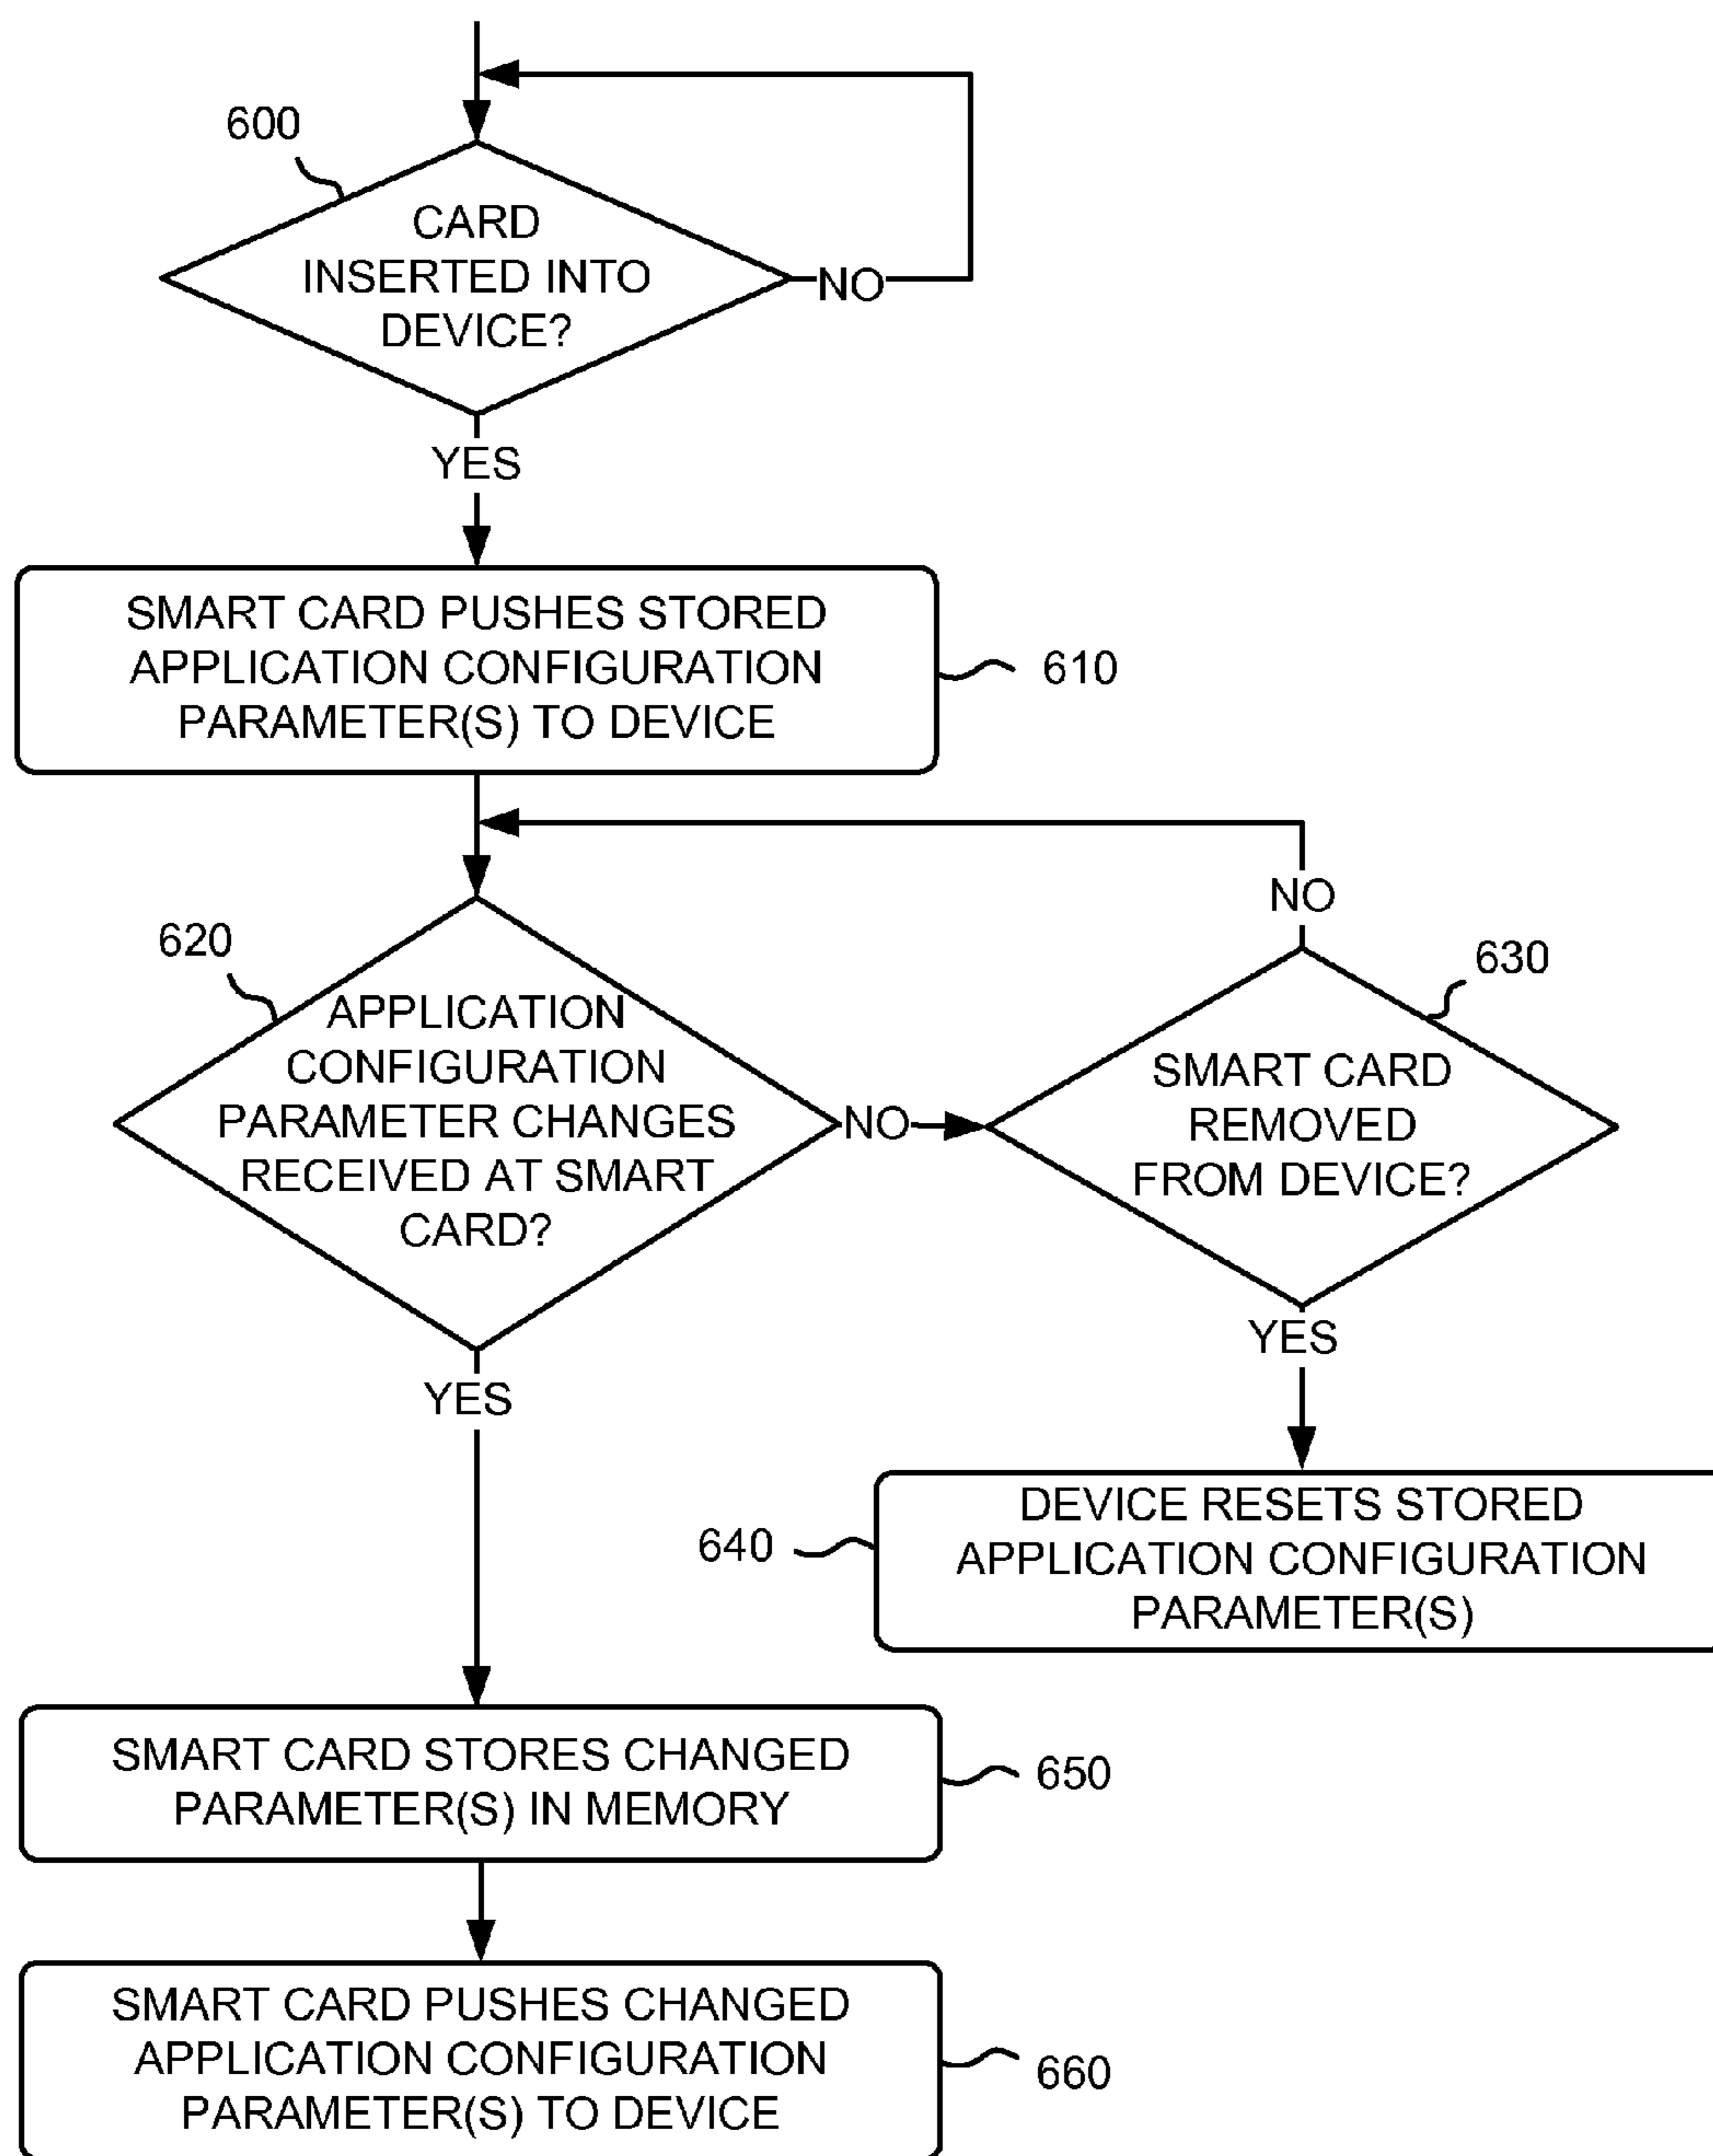 600
CARD
INSERTED INTO
DEVICE?
NO
YES
SMART CARD PUSHES STORED
APPLICATION CONFIGURATION
PARAMETER(S) TO DEVICE
610
620
APPLICATION
CONFIGURATION
PARAMETER CHANGES
RECEIVED AT SMART
CARD?
NO
YES
NO
630
SMART CARD
REMOVED
FROM DEVICE?
YES
640
DEVICE RESETS STORED
APPLICATION CONFIGURATION
PARAMETER(S)
SMART CARD STORES CHANGED
PARAMETER(S) IN MEMORY
650
SMART CARD PUSHES CHANGED
APPLICATION CONFIGURATION
PARAMETER(S) TO DEVICE
660